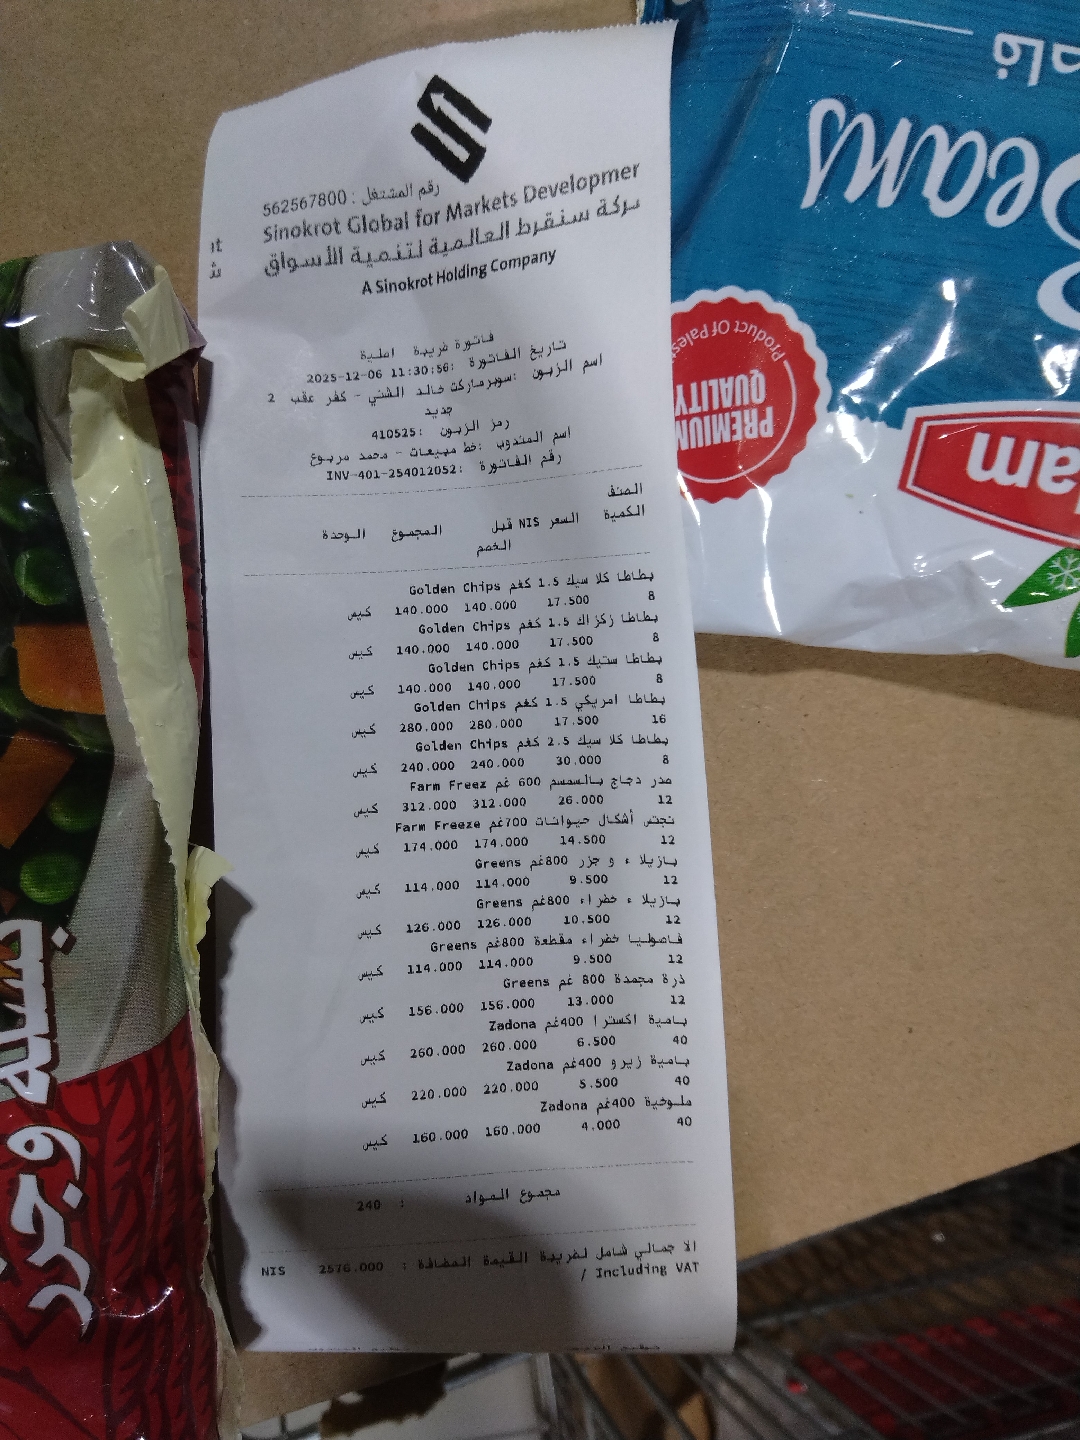 562567800 : رقم المشتغل
Sinokrot Global for Markets Developmer
ـركة سنقرط العالمية لتنمية الأسواق
A Sinokrot Holding Company
nt
فاتورة ضريبة اصلية
تاريخ الفاتورة :2025-12-06 11:30:56
اسم الزبون :سوبرماركت خالد الشني - كفر عقب 2
جديد
رمز الزبون :410525
اسم المندوب :خط مبيعات - محمد مربوع
رقم الفاتورة :INV-401-254012052
الصنف
الكمية السعر NIS قبل المجموع الوحدة
الخصم
بطاطا كلا سيك 1.5 كغم Golden Chips
8 17.500 140.000 140.000 كيس
بطاطا زكزاك 1.5 كغم Golden Chips
8 17.500 140.000 140.000 كيس
بطاطا ستيك 1.5 كغم Golden Chips
8 17.500 140.000 140.000 كيس
بطاطا امريكي 1.5 كغم Golden Chips
16 17.500 280.000 280.000 كيس
بطاطا كلا سيك 2.5 كغم Golden Chips
8 30.000 240.000 240.000 كيس
صدر دجاج بالسمسم 600 غم Farm Freez
12 26.000 312.000 312.000 كيس
نجتس أشكال حيوانات 700غم Farm Freeze
12 14.500 174.000 174.000 كيس
بازيلا ء و جزر 800غم Greens
12 9.500 114.000 114.000 كيس
بازيلا ء خضراء 800غم Greens
12 10.500 126.000 126.000 كيس
فاصوليا خضراء مقطعة 800غم Greens
12 9.500 114.000 114.000 كيس
ذرة مجمدة 800 غم Greens
12 13.000 156.000 156.000 كيس
بامية اكسترا 400غم Zadona
40 6.500 260.000 260.000 كيس
بامية زيرو 400غم Zadona
40 5.500 220.000 220.000 كيس
ملوخية 400غم Zadona
40 4.000 160.000 160.000 كيس
مجموع المواد : 240
الا جمالي شامل لضريبة القيمة المضافة : 2576.000 NIS
/ Including VAT
Beans
Product Of Palest
PREMIUM
QUALITY
am
وجزر